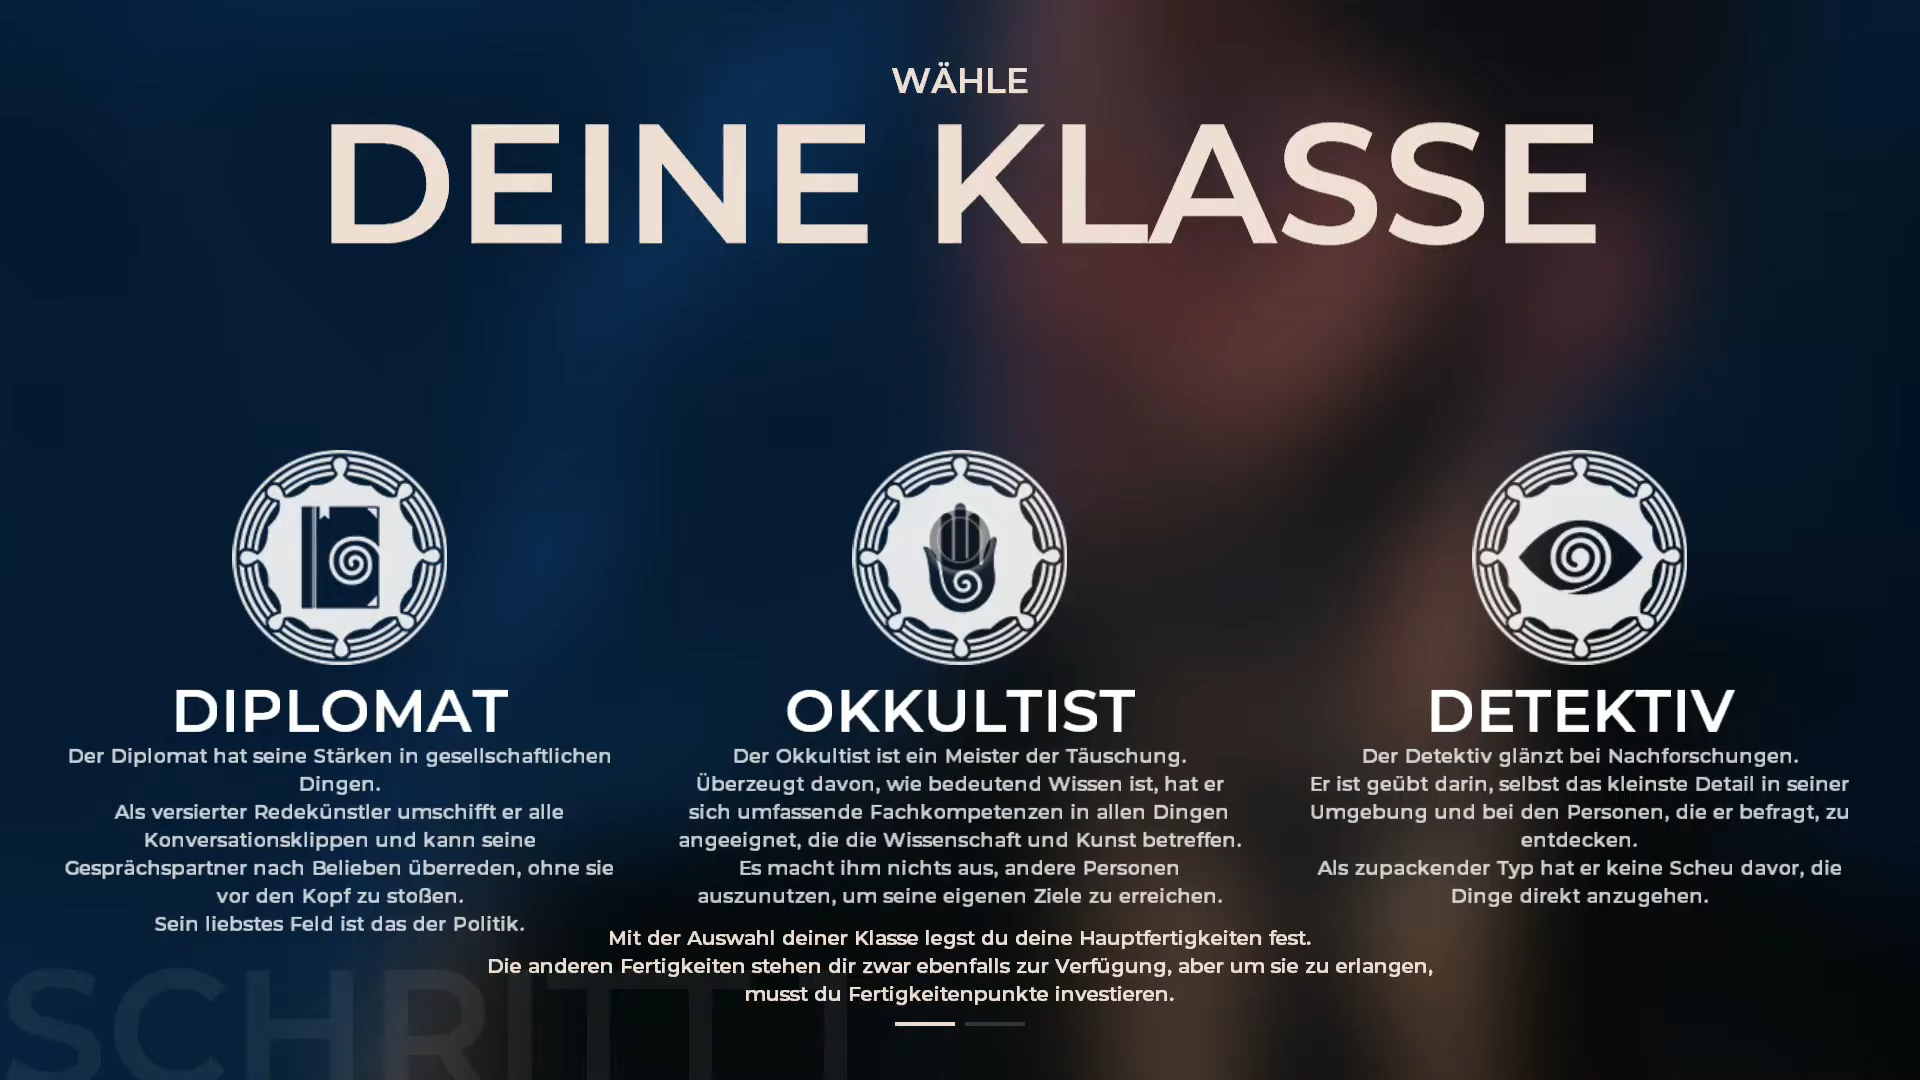 WÄHLE
DEINE KLASSE
DIPLOMAT
Der Diplomat hat seine Stärken in gesellschaftlichen
Dingen.
Als versierter Redekünstler umschifft er alle
Konversationsklippen und kann seine
Gesprächspartner nach Belieben überreden, ohne sie
vor den Kopf zu stoßen.
Sein liebstes Feld ist das der Politik.
OKKULTIST
Der Okkultist ist ein Meister der Täuschung.
Überzeugt davon, wie bedeutend Wissen ist, hat er
sich umfassende Fachkompetenzen in allen Dingen
angeeignet, die die Wissenschaft und Kunst betreffen.
Es macht ihm nichts aus, andere Personen
auszunutzen, um seine eigenen Ziele zu erreichen.
DETEKTIV
Der Detektiv glänzt bei Nachforschungen.
Er ist geübt darin, selbst das kleinste Detail in seiner
Umgebung und bei den Personen, die er befragt, zu
entdecken.
Als zupackender Typ hat er keine Scheu davor, die
Dinge direkt anzugehen.
Mit der Auswahl deiner Klasse legst du deine Hauptfertigkeiten fest.
Die anderen Fertigkeiten stehen dir zwar ebenfalls zur Verfügung, aber um sie zu erlangen,
musst du Fertigkeitenpunkte investieren.
SCHRITT 1